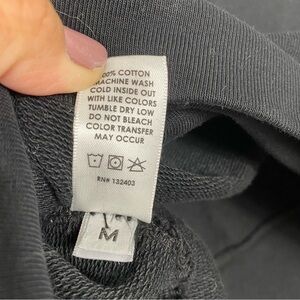 00% COTTON
MACHINE WASH
COLD INSIDE OUT
WITH LIKE COLORS
TUMBLE DRY LOW
DO NOT BLEACH
COLOR TRANSFER
MAY OCCUR
RN# 132403
M